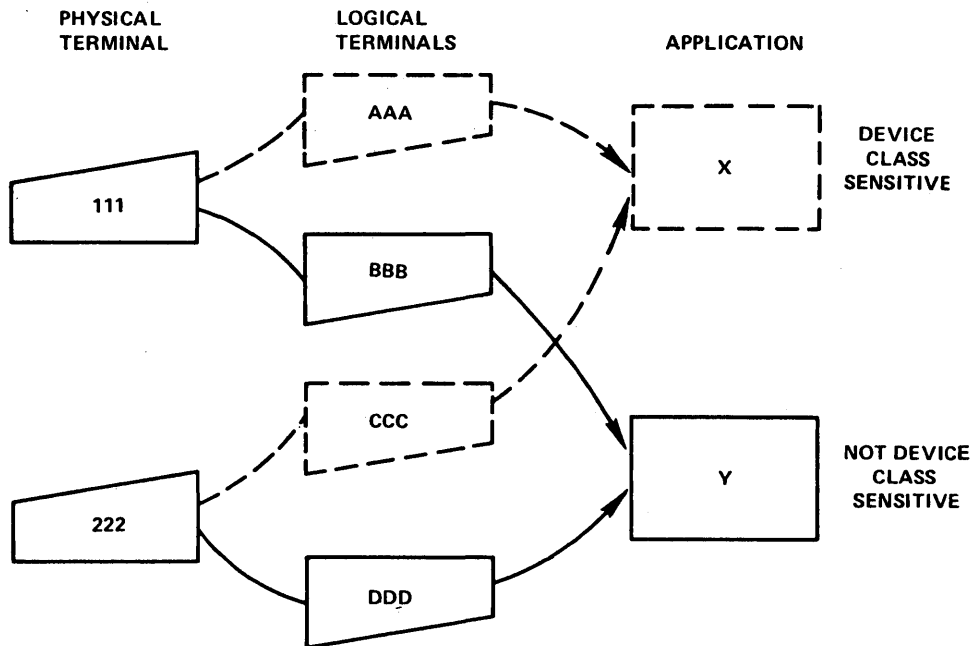 PHYSICAL
TERMINAL
LOGICAL
TERMINALS
APPLICATION
AAA
X
DEVICE
CLASS
SENSITIVE
111
BBB
CCC
Y
NOT DEVICE
CLASS
SENSITIVE
222
DDD